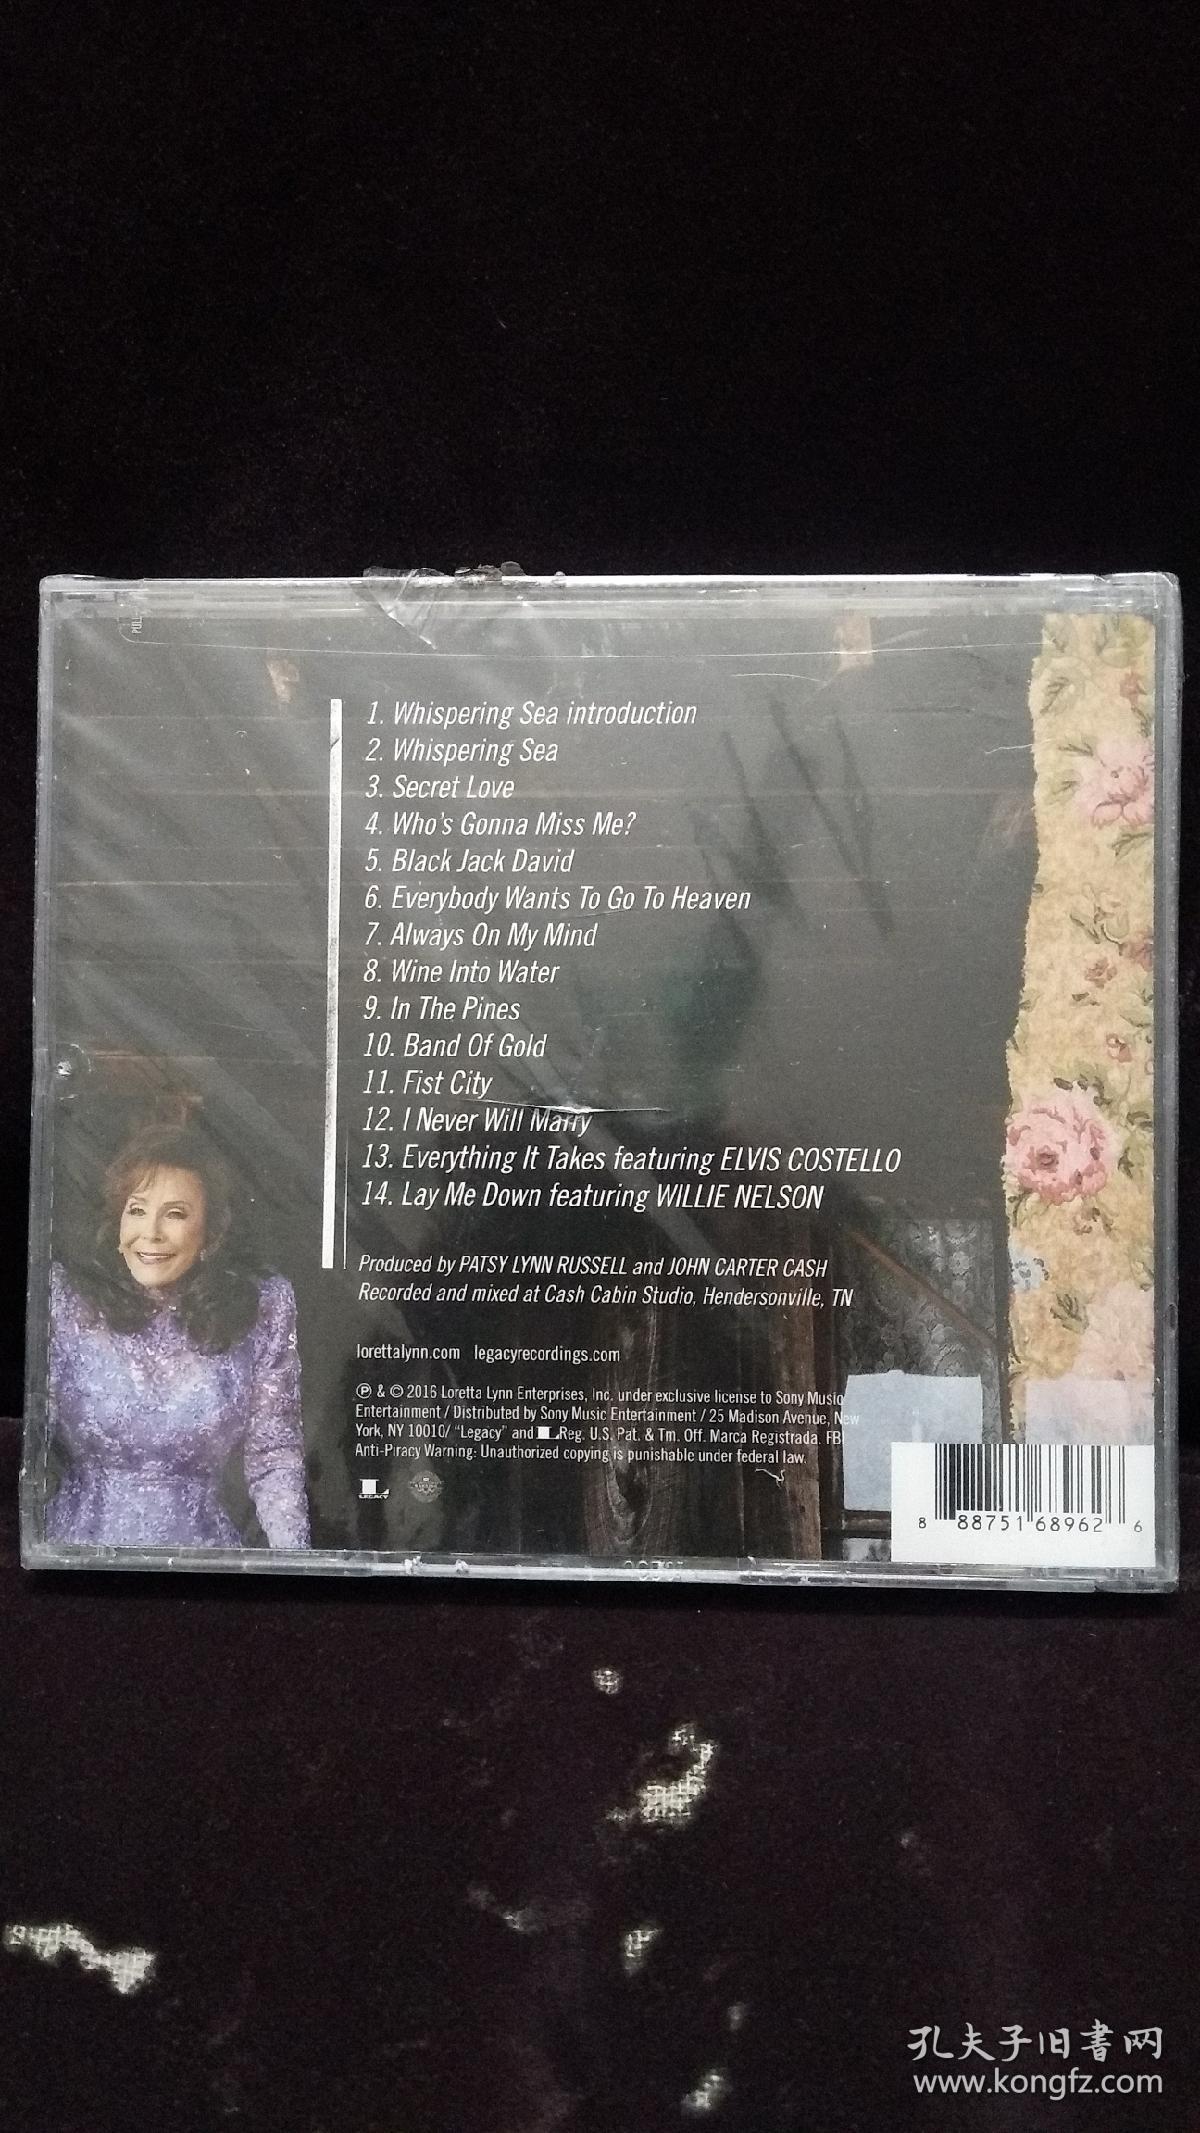 PULL
1. Whispering Sea introduction
2. Whispering Sea
3. Secret Love
4. Who's Gonna Miss Me?
5. Black Jack David
6. Everybody Wants To Go To Heaven
7. Always On My Mind
8. Wine Into Water
9. In The Pines
10. Band Of Gold
11. Fist City
12. I Never Will Marry
13. Everything It Takes featuring ELVIS COSTELLO
14. Lay Me Down featuring WILLIE NELSON
Produced by PATSY LYNN RUSSELL and JOHN CARTER CASH
Recorded and mixed at Cash Cabin Studio, Hendersonville, TN
lorettalynn.com legacyrecordings.com
℗ & © 2016 Loretta Lynn Enterprises, Inc. under exclusive license to Sony Music
Entertainment / Distributed by Sony Music Entertainment / 25 Madison Avenue, New
York, NY 10010/ "Legacy" and L Reg. U.S. Pat. & Tm. Off. Marca Registrada. FBI
Anti-Piracy Warning: Unauthorized copying is punishable under federal law.
LEGACY
8 88751 68962 6
孔夫子旧书网
www.kongfz.com